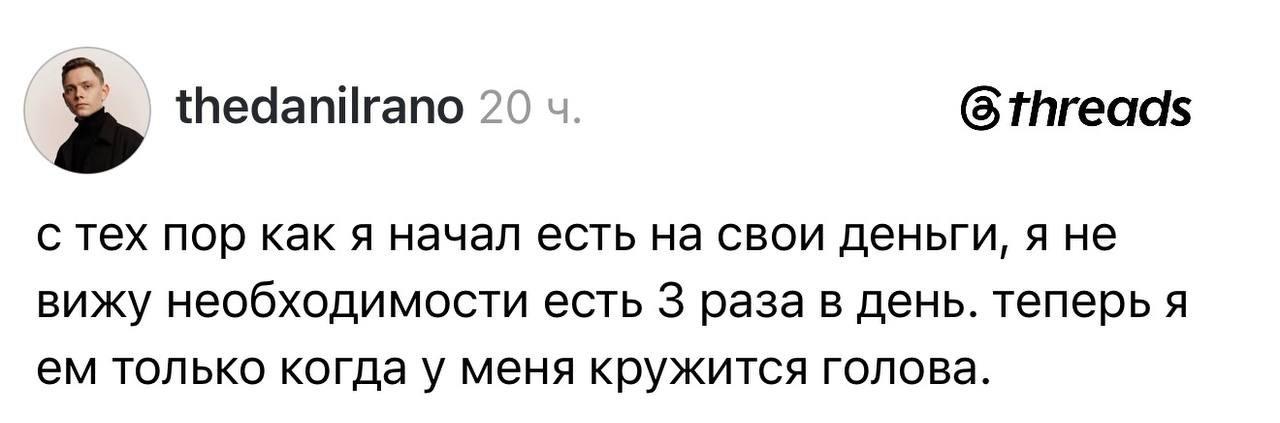 thedanilrano 20 ч.
threads
с тех пор как я начал есть на свои деньги, я не
вижу необходимости есть 3 раза в день. теперь я
ем только когда у меня кружится голова.